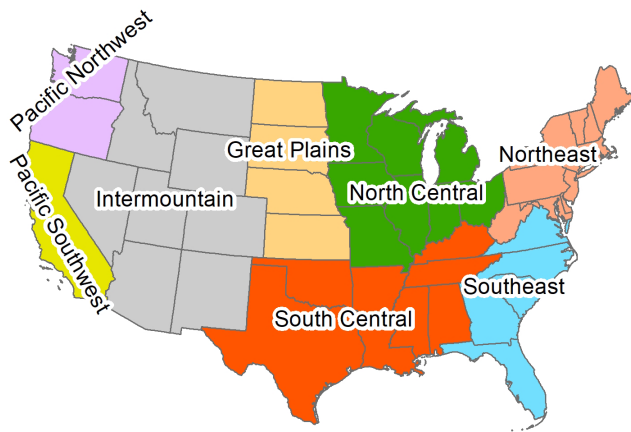 Pacific Northwest
Great Plains
Northeast
North Central
Intermountain
Pacific Southwest
Southeast
South Central